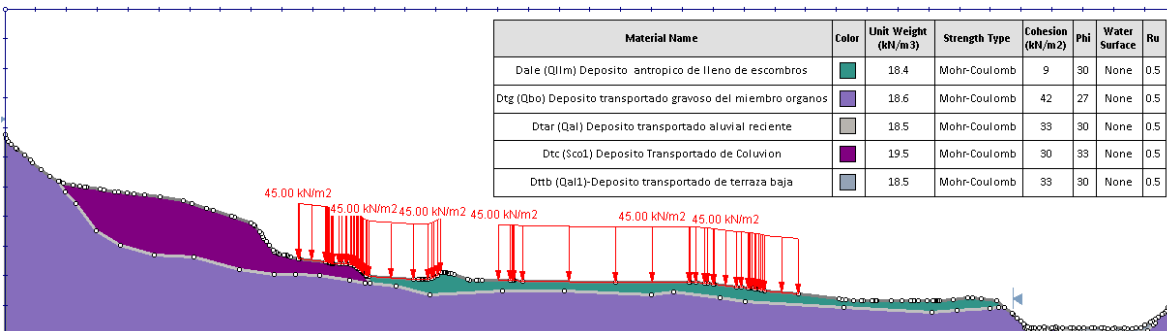 Material Name Color Unit Weight (kN/m3) Strength Type Cohesion (kN/m2) Phi Water Surface Ru
Dale (Qllm) Deposito antropico de lleno de escombros 18.4 Mohr-Coulomb 9 30 None 0.5
Dtg (Qbo) Deposito transportado gravoso del miembro organos 18.6 Mohr-Coulomb 42 27 None 0.5
Dtar (Qal) Deposito transportado aluvial reciente 18.5 Mohr-Coulomb 33 30 None 0.5
Dtc (Sco1) Deposito Transportado de Coluvion 19.5 Mohr-Coulomb 30 33 None 0.5
Dttb (Qal1)-Deposito transportado de terraza baja 18.5 Mohr-Coulomb 33 30 None 0.5
45.00 kN/m2
45.00 kN/m2
45.00 kN/m2
45.00 kN/m2
45.00 kN/m2
45.00 kN/m2